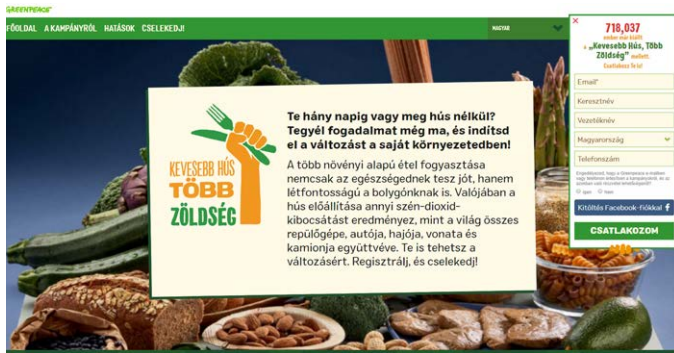 GREENPEACE
FŐOLDAL A KAMPÁNYRÓL HATÁSOK CSELEKEDJ!
MAGYAR
KEVESEBB HÚS
TÖBB
ZÖLDSÉG
Te hány napig vagy meg hús nélkül?
Tegyél fogadalmat még ma, és indítsd
el a változást a saját környezetedben!
A több növényi alapú étel fogyasztása
nemcsak az egészségednek tesz jót, hanem
létfontosságú a bolygónknak is. Valójában a
hús előállítása annyi szén-dioxid-
kibocsátást eredményez, mint a világ összes
repülőgépe, autója, hajója, vonata és
kamionja együttvéve. Te is tehetsz a
változásért. Regisztrálj, és cselekedj!
718,037
ember már kiállt
a „Kevesebb Hús, Több
Zöldség” mellett.
Csatlakozz Te is!
Email*
Keresztnév
Vezetéknév
Magyarország
Telefonszám
Kitöltés Facebook-fiókkal
CSATLAKOZOM